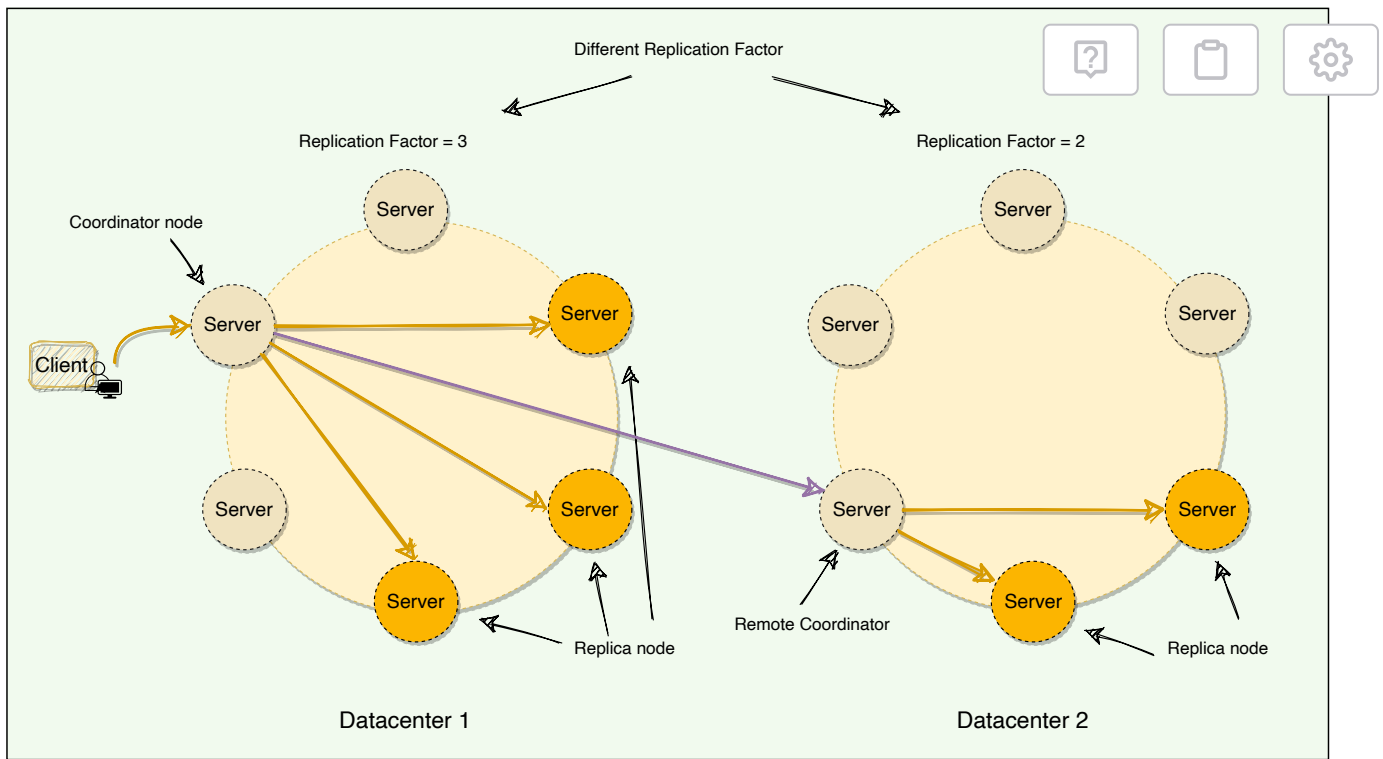 Different Replication Factor
Replication Factor = 3
Replication Factor = 2
Server
Server
Coordinator node
Server
Server
Server
Server
Server
Client
Server
Server
Server
Server
Server
Server
Remote Coordinator
Replica node
Replica node
Datacenter 1
Datacenter 2